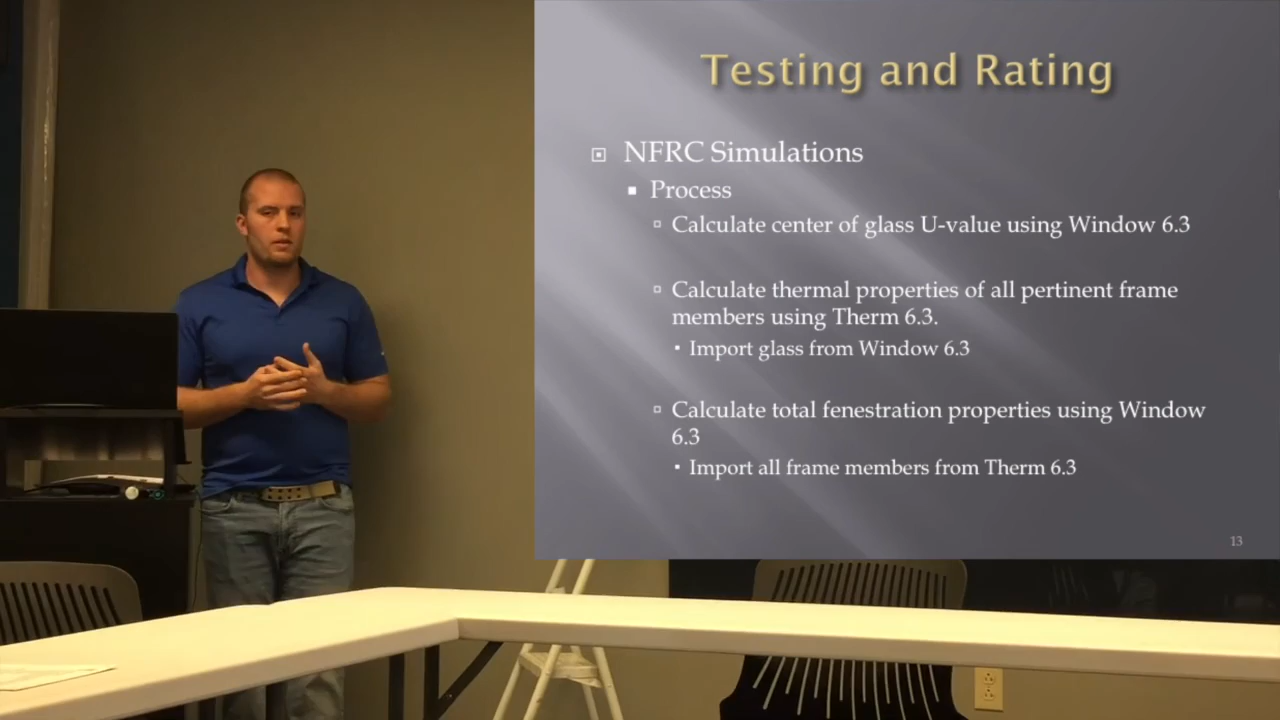 Testing and Rating
NFRC Simulations
Process
Calculate center of glass U-value using Window 6.3
Calculate thermal properties of all pertinent frame
members using Therm 6.3.
Import glass from Window 6.3
Calculate total fenestration properties using Window
6.3
Import all frame members from Therm 6.3
13